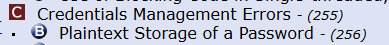 C Credentials Management Errors - (255)
B Plaintext Storage of a Password - (256)